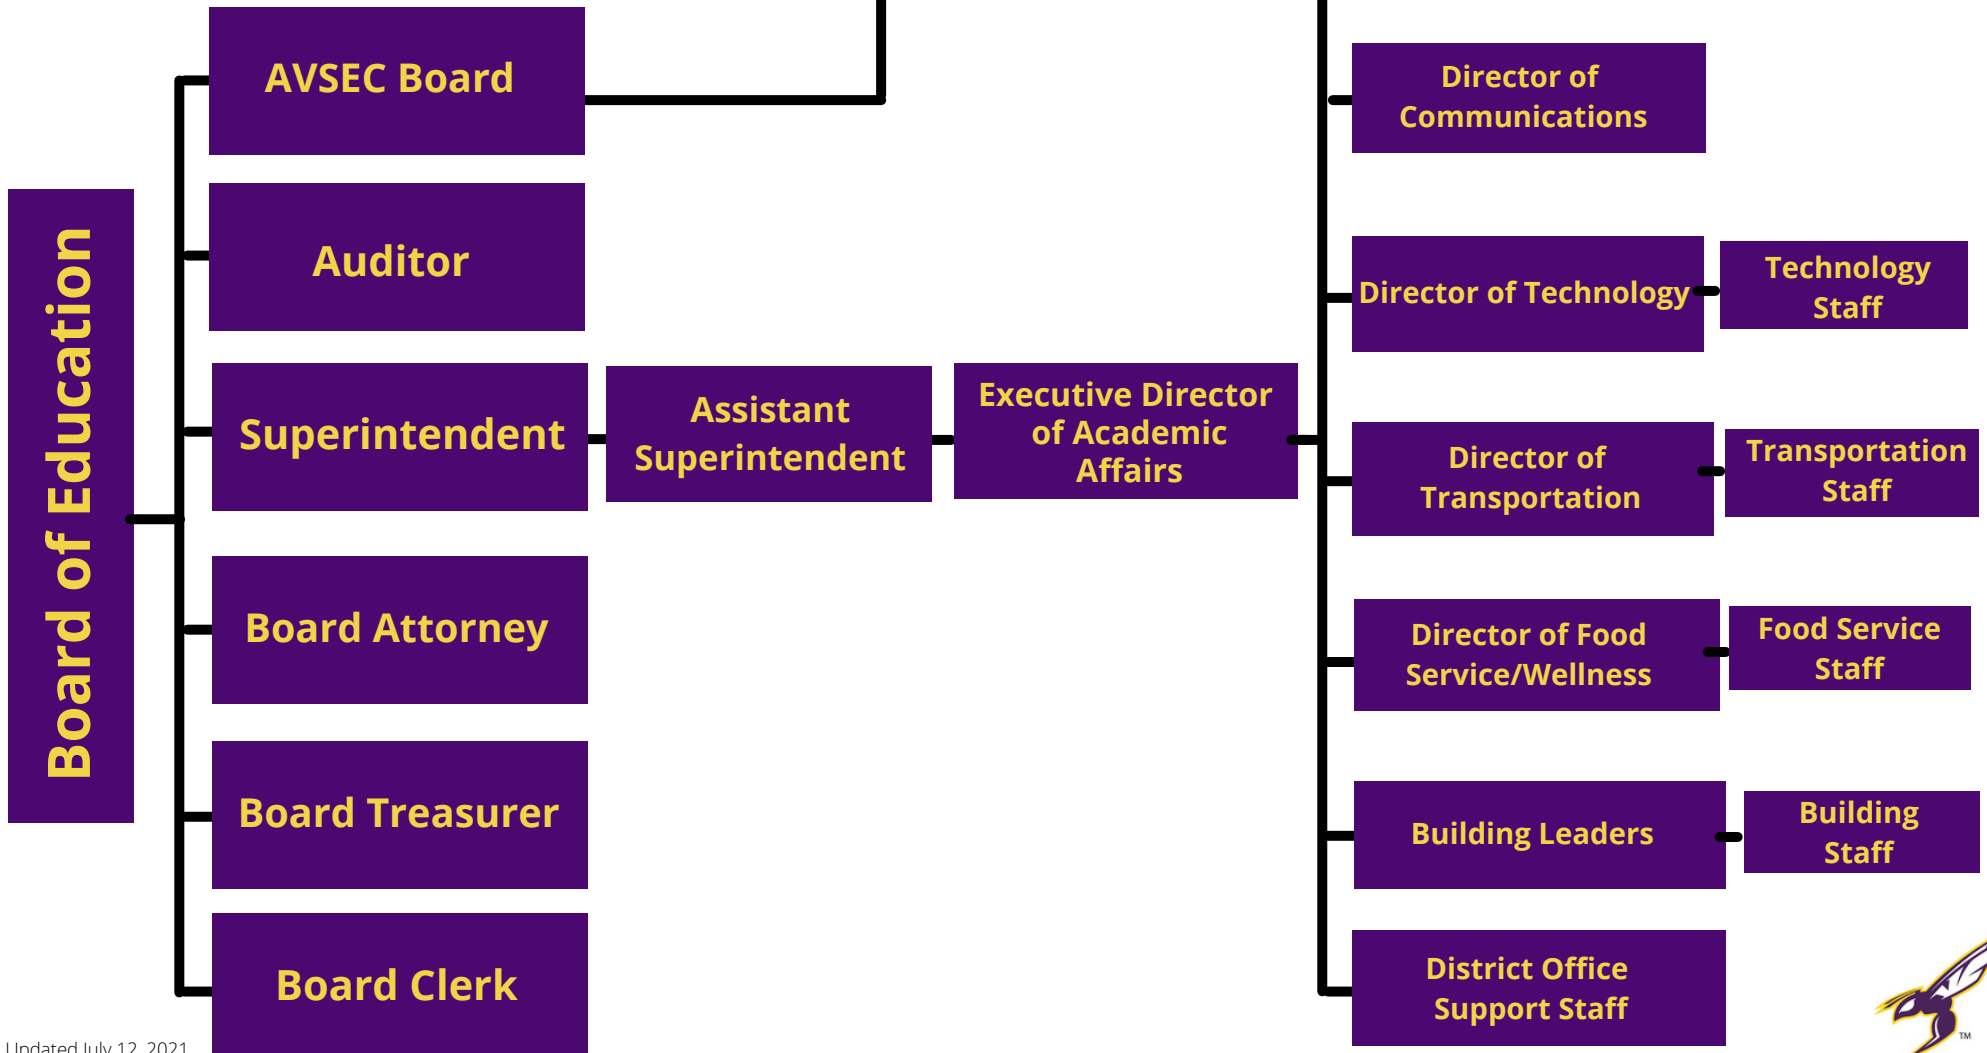 Board of Education
AVSEC Board
Auditor
Superintendent
Board Attorney
Board Treasurer
Board Clerk
Assistant
Superintendent
Executive Director
of Academic
Affairs
Director of
Communications
Director of Technology
Technology
Staff
Director of
Transportation
Transportation
Staff
Director of Food
Service/Wellness
Food Service
Staff
Building Leaders
Building
Staff
District Office
Support Staff
Updated July 12, 2021
TM